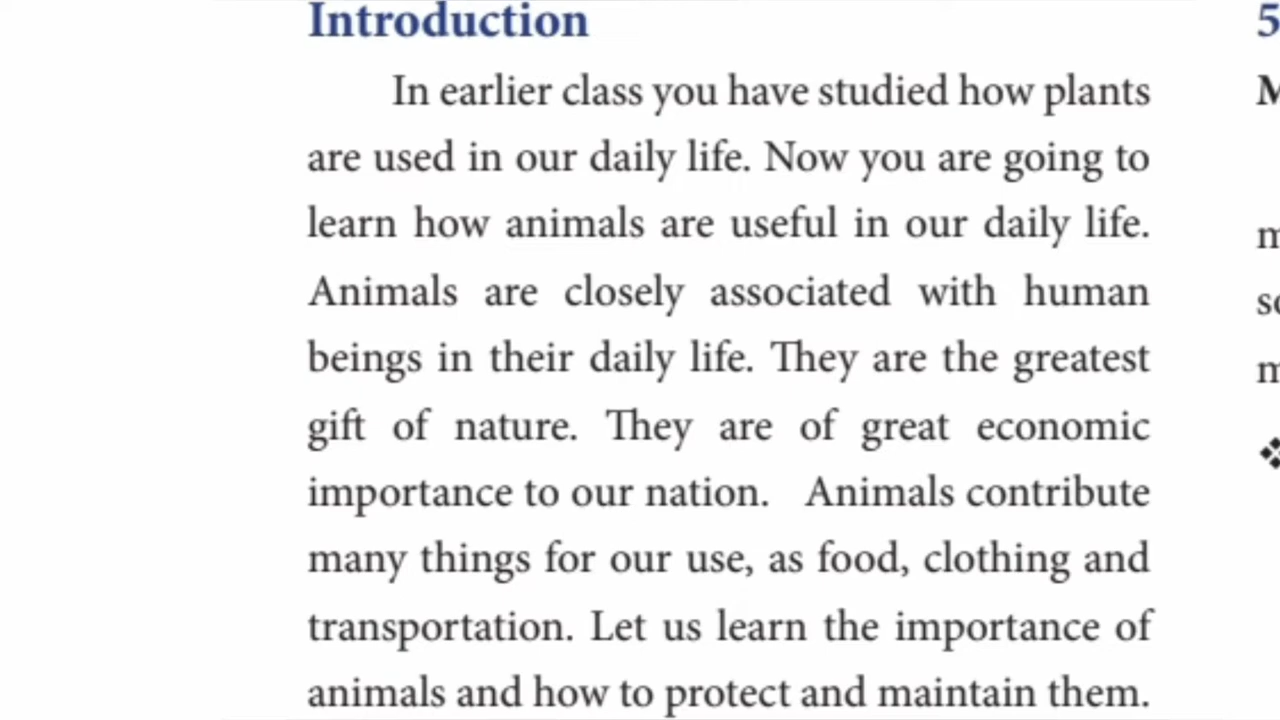 Introduction
In earlier class you have studied how plants
are used in our daily life. Now you are going to
learn how animals are useful in our daily life.
Animals are closely associated with human
beings in their daily life. They are the greatest
gift of nature. They are of great economic
importance to our nation. Animals contribute
many things for our use, as food, clothing and
transportation. Let us learn the importance of
animals and how to protect and maintain them.
5